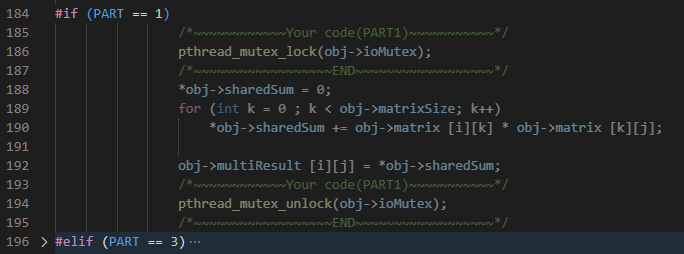 184 #if (PART == 1)
185 /*~~~~~~~~~~~~Your code(PART1)~~~~~~~~~~~*/
186 pthread_mutex_lock(obj->ioMutex);
187 /*~~~~~~~~~~~~~~~~~~END~~~~~~~~~~~~~~~~~~*/
188 *obj->sharedSum = 0;
189 for (int k = 0 ; k < obj->matrixSize; k++)
190 *obj->sharedSum += obj->matrix [i][k] * obj->matrix [k][j];
191
192 obj->multiResult [i][j] = *obj->sharedSum;
193 /*~~~~~~~~~~~~Your code(PART1)~~~~~~~~~~~*/
194 pthread_mutex_unlock(obj->ioMutex);
195 /*~~~~~~~~~~~~~~~~~~END~~~~~~~~~~~~~~~~~~*/
196 > #elif (PART == 3)···